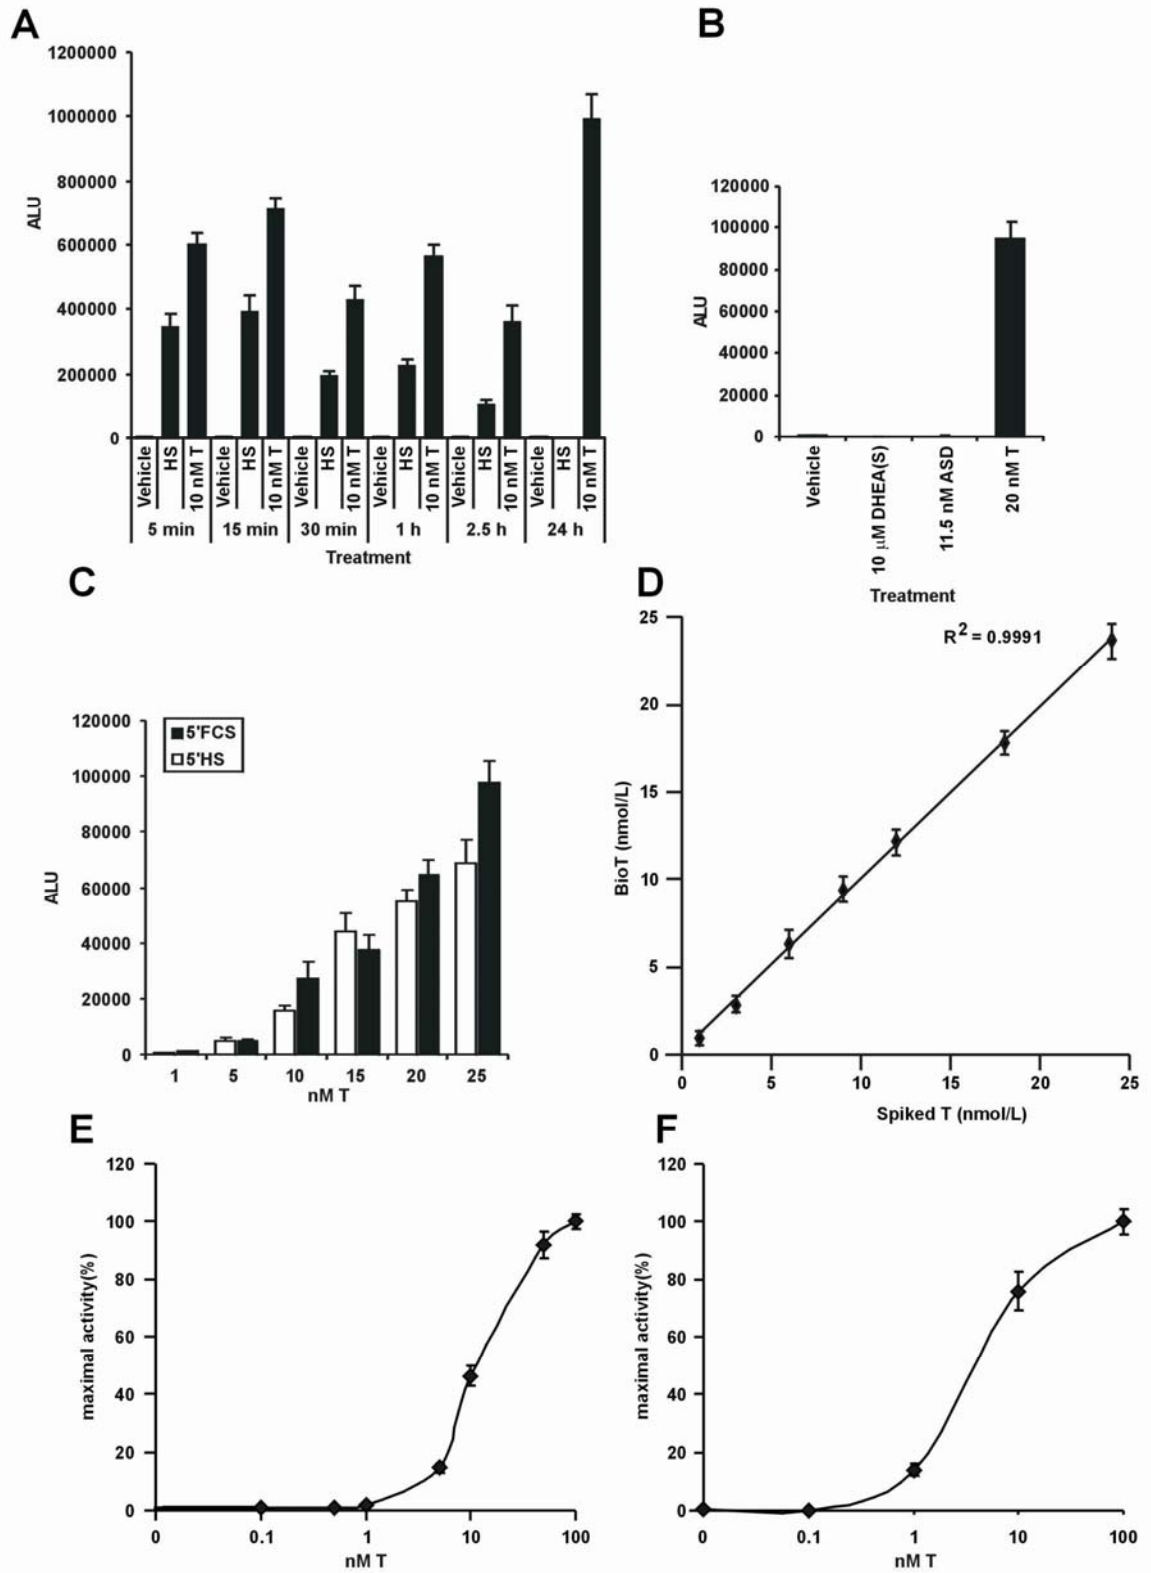 A
1200000
1000000
800000
600000
400000
200000
0
ALU
Vehicle HS 10 nM T Vehicle HS 10 nM T Vehicle HS 10 nM T Vehicle HS 10 nM T Vehicle HS 10 nM T Vehicle HS 10 nM T
5 min 15 min 30 min 1 h 2.5 h 24 h
Treatment
B
120000
100000
80000
60000
40000
20000
0
ALU
Vehicle
10 µM DHEA(S)
11.5 nM ASD
20 nM T
Treatment
C
120000
100000
80000
60000
40000
20000
0
ALU
5'FCS
5'HS
1 5 10 15 20 25
nM T
D
R2 = 0.9991
25
20
15
10
5
0
BioT (nmol/L)
0 5 10 15 20 25
Spiked T (nmol/L)
E
120
100
80
60
40
20
0
maximal activity(%)
0 0.1 1 10 100
nM T
F
120
100
80
60
40
20
0
maximal activity(%)
0 0.1 1 10 100
nM T